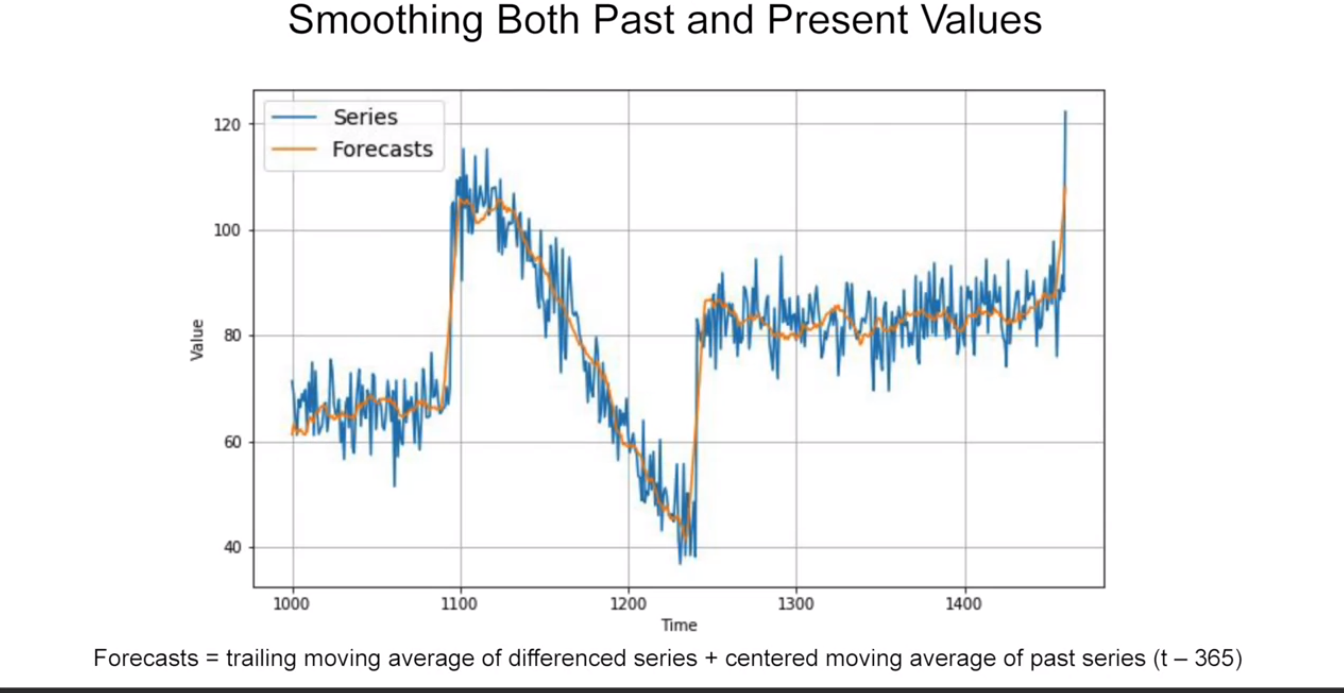 Smoothing Both Past and Present Values
Series
Forecasts
120
100
80
60
40
Value
1000 1100 1200 1300 1400
Time
Forecasts = trailing moving average of differenced series + centered moving average of past series (t – 365)